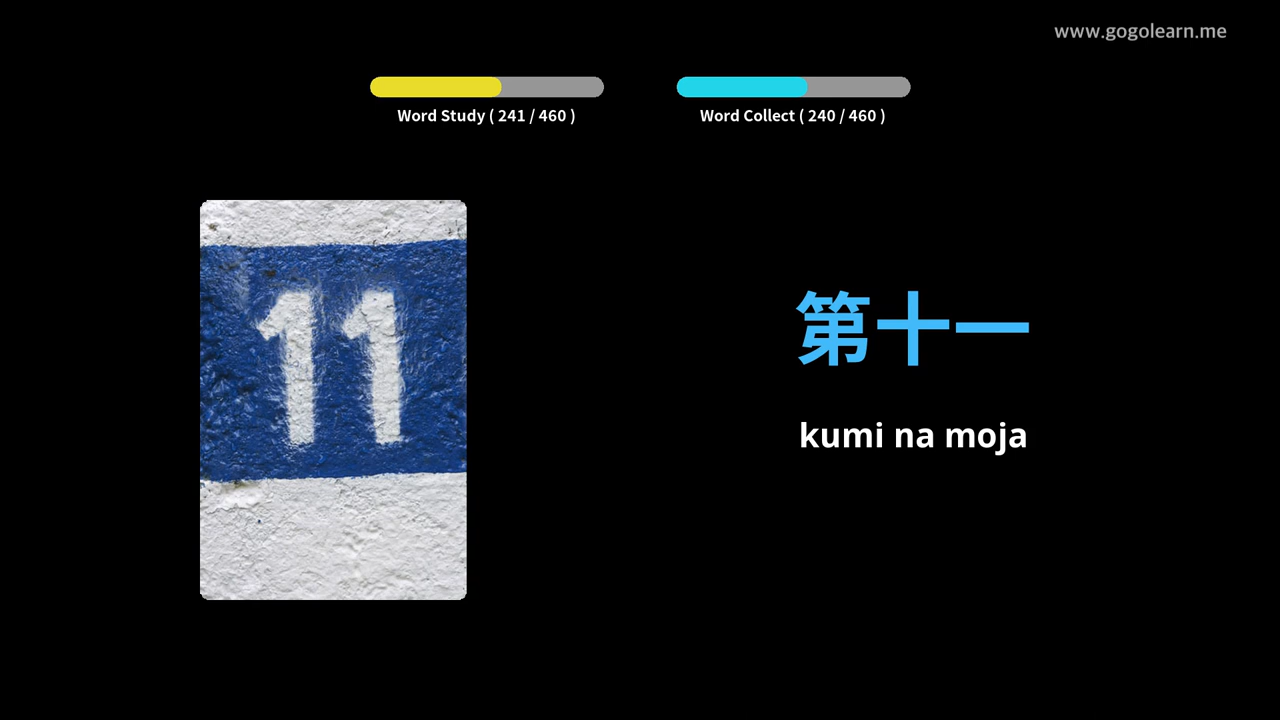 www.gogolearn.me
Word Study ( 241 / 460 )
Word Collect ( 240 / 460 )
11
第十一
kumi na moja